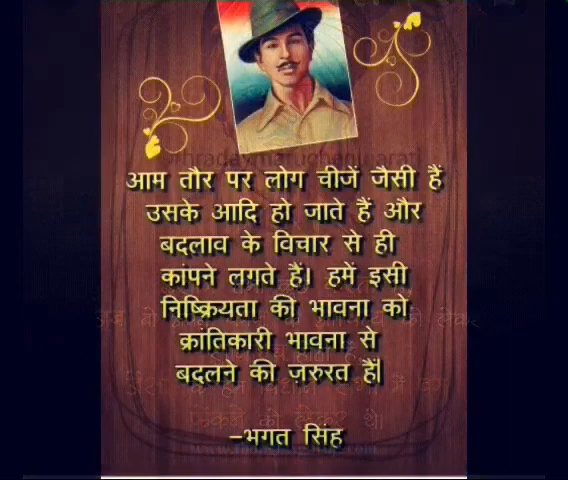 आम तौर पर लोग चीजें जैसी हैं
उसके आदि हो जाते हैं और
बदलाव के विचार से ही
कांपने लगते हैं। हमें इसी
निष्क्रियता की भावना को
क्रांतिकारी भावना से
बदलने की ज़रुरत हैं|
–भगत सिंह